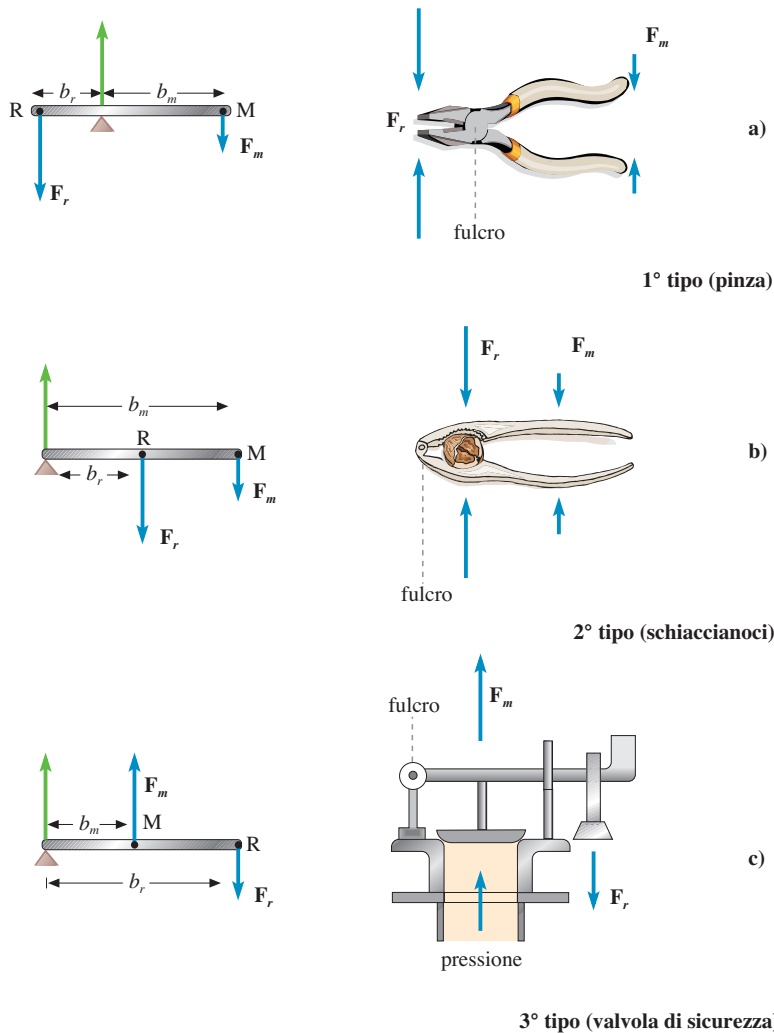 b_r b_m
R M
F_m
F_r
F_m
F_r
fulcro
a)
1° tipo (pinza)
b_m
R
M
b_r
F_m
F_r
F_r F_m
fulcro
b)
2° tipo (schiaccianoci)
F_m
b_m M
R
b_r
F_r
F_m
fulcro
F_r
pressione
c)
3° tipo (valvola di sicurezza)